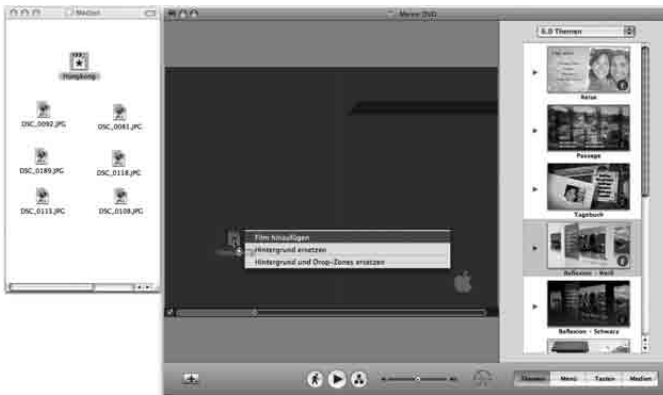 Medien
Hongkong
DSC_0092.JPG
DSC_0081.JPG
DSC_0189.JPG
DSC_0118.JPG
DSC_0115.JPG
DSC_0108.JPG
Meine DVD
Film hinzufügen
Hintergrund ersetzen
Hintergrund und Drop-Zones ersetzen
6.0 Themen
Reise
Passage
Tagebuch
Reflexion - Weiß
Reflexion - Schwarz
Themen
Menü
Tasten
Medien